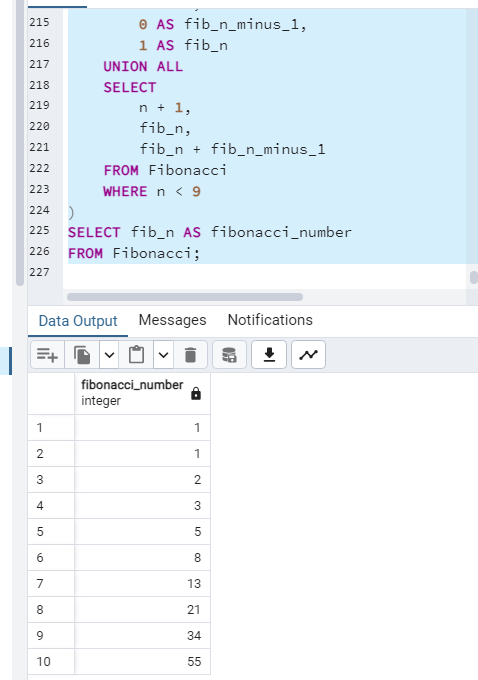 215 0 AS fib_n_minus_1,
216 1 AS fib_n
217 UNION ALL
218 SELECT
219 n + 1,
220 fib_n,
221 fib_n + fib_n_minus_1
222 FROM Fibonacci
223 WHERE n < 9
224 )
225 SELECT fib_n AS fibonacci_number
226 FROM Fibonacci;
227
Data Output Messages Notifications
fibonacci_number
integer
1 1
2 1
3 2
4 3
5 5
6 8
7 13
8 21
9 34
10 55